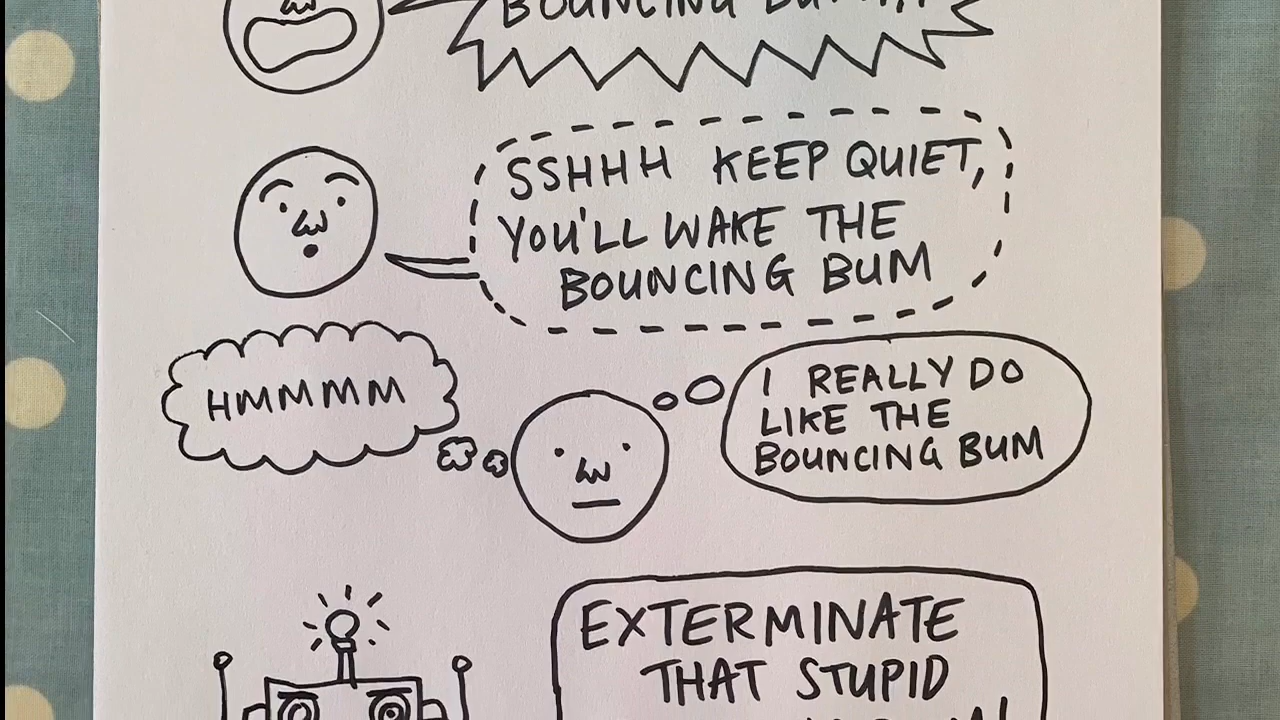 BOUNCING
SSHHH KEEP QUIET,
YOU'LL WAKE THE
BOUNCING BUM
HMMMM
I REALLY DO
LIKE THE
BOUNCING BUM
EXTERMINATE
THAT STUPID